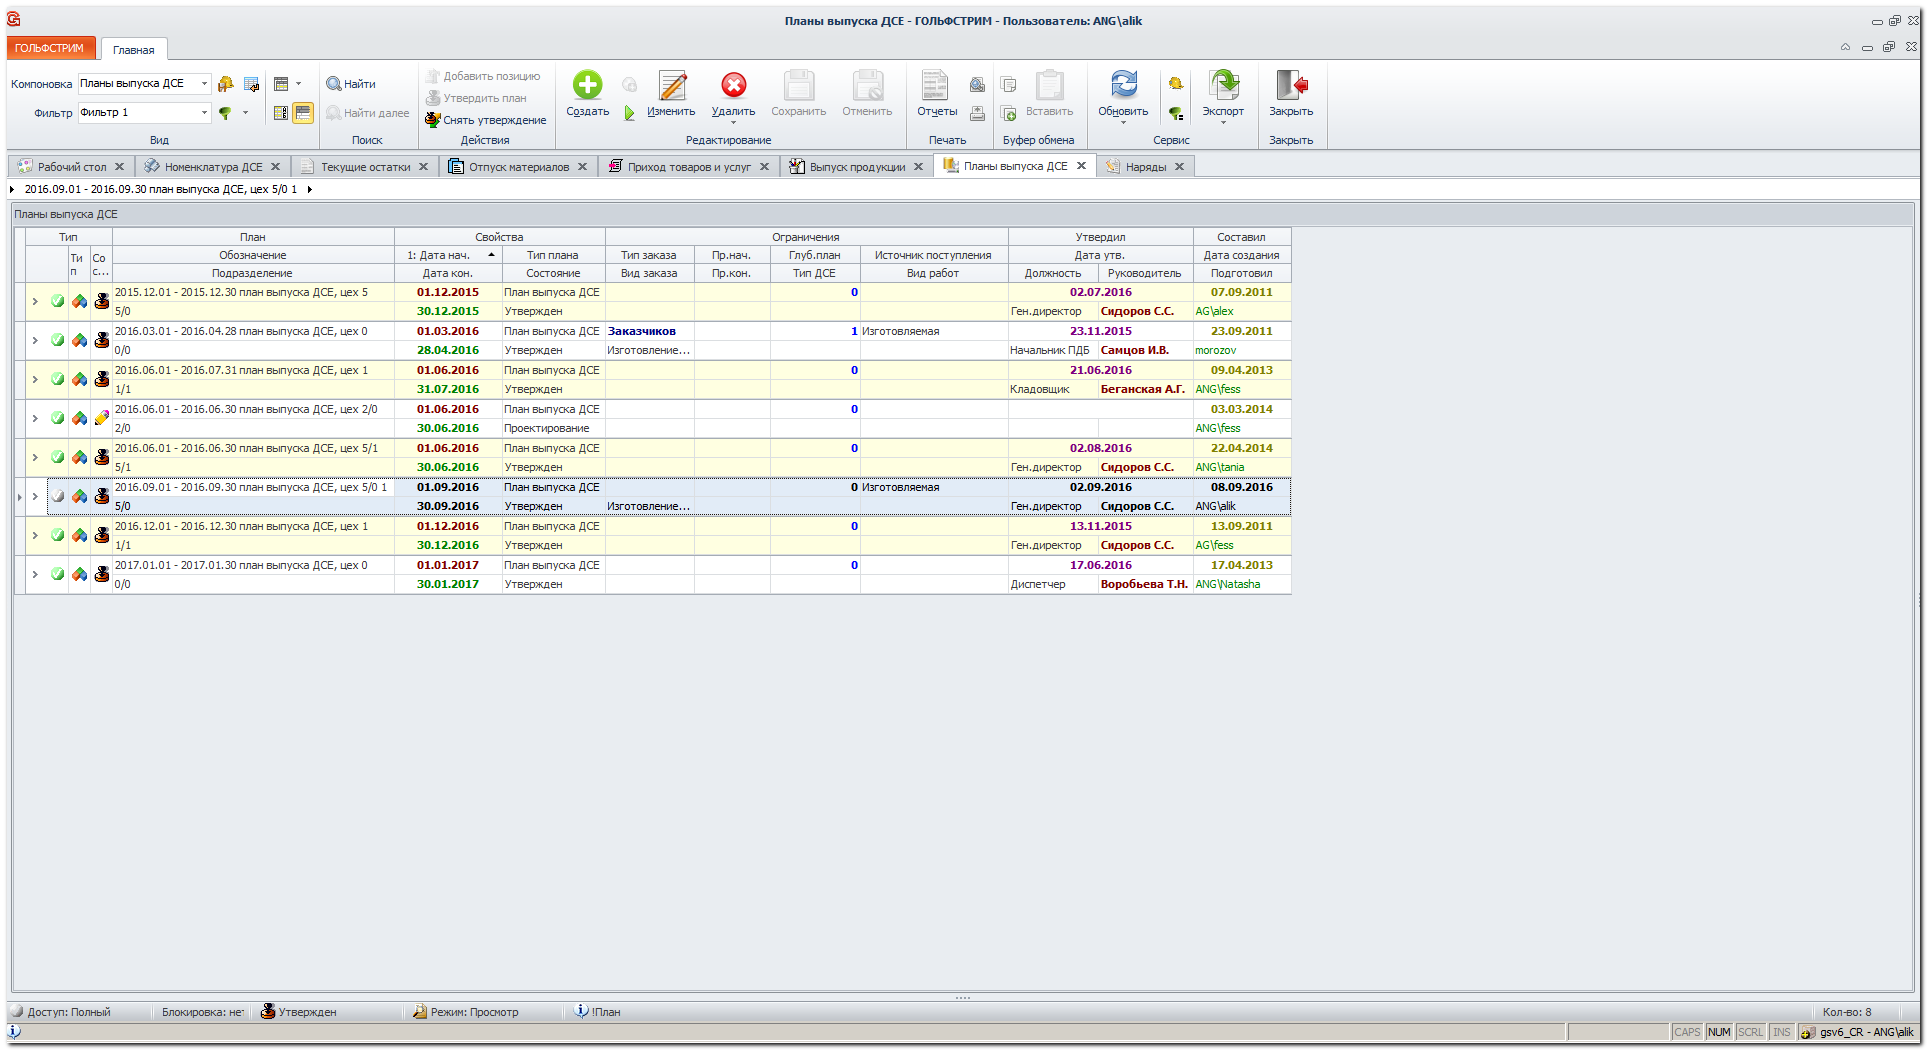 Планы выпуска ДСЕ - ГОЛЬФСТРИМ - Пользователь: ANG\alik
ГОЛЬФСТРИМ Главная
Компоновка Планы выпуска ДСЕ
Фильтр Фильтр 1
Вид
Найти
Найти далее
Поиск
Добавить позицию
Утвердить план
Снять утверждение
Действия
Создать Изменить Удалить Сохранить Отменить
Редактирование
Отчеты
Печать
Вставить
Буфер обмена
Обновить Экспорт
Сервис
Закрыть
Закрыть
Рабочий стол Номенклатура ДСЕ Текущие остатки Отпуск материалов Приход товаров и услуг Выпуск продукции Планы выпуска ДСЕ Наряды
2016.09.01 - 2016.09.30 план выпуска ДСЕ, цех 5/0 1
Планы выпуска ДСЕ
Тип План Свойства Ограничения Утвердил Составил
Ти п Со с... Обозначение 1: Дата нач. Тип плана Тип заказа Пр.нач. Глуб.план Источник поступления Дата утв. Дата создания
Подразделение Дата кон. Состояние Вид заказа Пр.кон. Тип ДСЕ Вид работ Должность Руководитель Подготовил
2015.12.01 - 2015.12.30 план выпуска ДСЕ, цех 5 01.12.2015 План выпуска ДСЕ 0 02.07.2016 07.09.2011
5/0 30.12.2015 Утвержден Ген.директор Сидоров С.С. AG\alex
2016.03.01 - 2016.04.28 план выпуска ДСЕ, цех 0 01.03.2016 План выпуска ДСЕ Заказчиков 1 Изготовляемая 23.11.2015 23.09.2011
0/0 28.04.2016 Утвержден Изготовление... Начальник ПДБ Самцов И.В. morozov
2016.06.01 - 2016.07.31 план выпуска ДСЕ, цех 1 01.06.2016 План выпуска ДСЕ 0 21.06.2016 09.04.2013
1/1 31.07.2016 Утвержден Кладовщик Беганская А.Г. ANG\fess
2016.06.01 - 2016.06.30 план выпуска ДСЕ, цех 2/0 01.06.2016 План выпуска ДСЕ 0 03.03.2014
2/0 30.06.2016 Проектирование ANG\fess
2016.06.01 - 2016.06.30 план выпуска ДСЕ, цех 5/1 01.06.2016 План выпуска ДСЕ 0 02.08.2016 22.04.2014
5/1 30.06.2016 Утвержден Ген.директор Сидоров С.С. ANG\tania
2016.09.01 - 2016.09.30 план выпуска ДСЕ, цех 5/0 1 01.09.2016 План выпуска ДСЕ 0 Изготовляемая 02.09.2016 08.09.2016
5/0 30.09.2016 Утвержден Изготовление... Ген.директор Сидоров С.С. ANG\alik
2016.12.01 - 2016.12.30 план выпуска ДСЕ, цех 1 01.12.2016 План выпуска ДСЕ 0 13.11.2015 13.09.2011
1/1 30.12.2016 Утвержден Ген.директор Сидоров С.С. AG\fess
2017.01.01 - 2017.01.30 план выпуска ДСЕ, цех 0 01.01.2017 План выпуска ДСЕ 0 17.06.2016 17.04.2013
0/0 30.01.2017 Утвержден Диспетчер Воробьева Т.Н. ANG\Natasha
Доступ: Полный Блокировка: нет Утвержден Режим: Просмотр !План Кол-во: 8
CAPS NUM SCRL INS gsv6_CR - ANG\alik